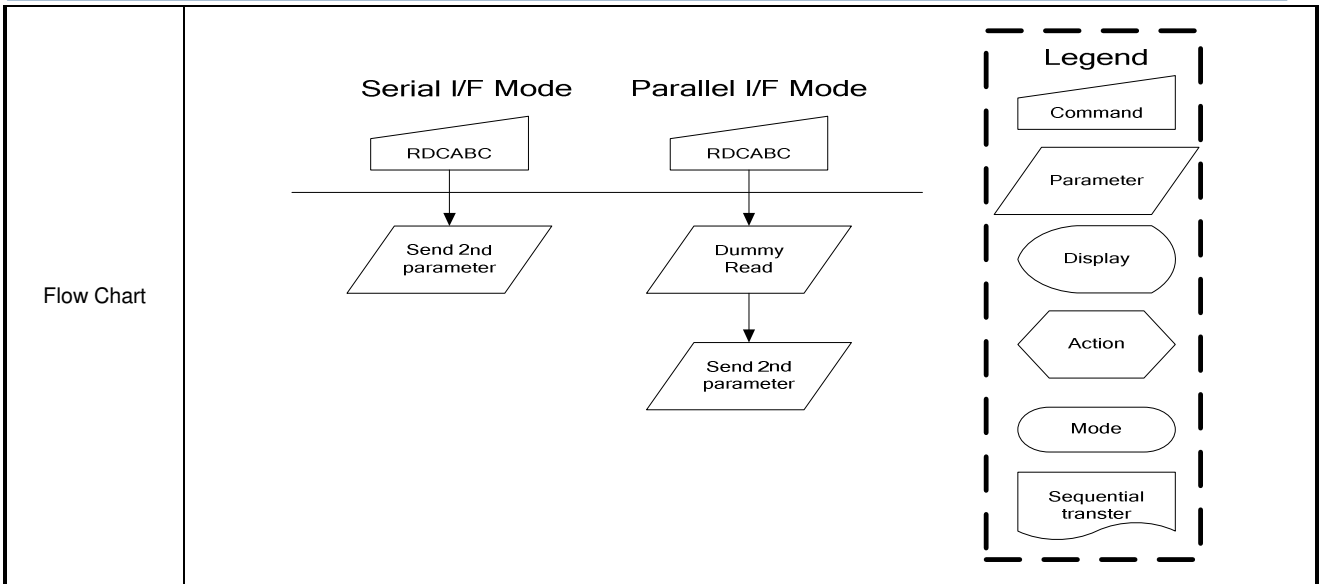 Flow Chart
Serial I/F Mode
RDCABC
Send 2nd
parameter
Parallel I/F Mode
RDCABC
Dummy
Read
Send 2nd
parameter
Legend
Command
Parameter
Display
Action
Mode
Sequential
transter